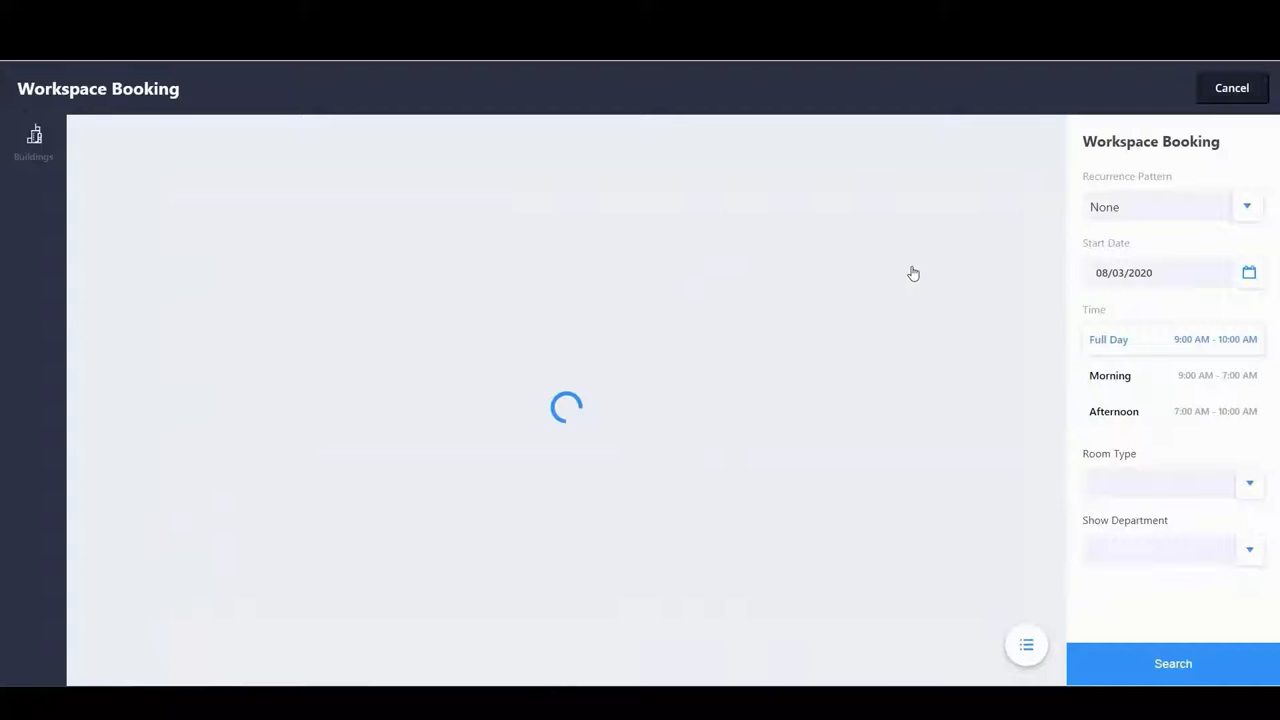 Workspace Booking
Cancel
Buildings
Workspace Booking
Recurrence Pattern
None
Start Date
08/03/2020
Time
Full Day 9:00 AM - 10:00 AM
Morning 9:00 AM - 7:00 AM
Afternoon 7:00 AM - 10:00 AM
Room Type
Show Department
Search